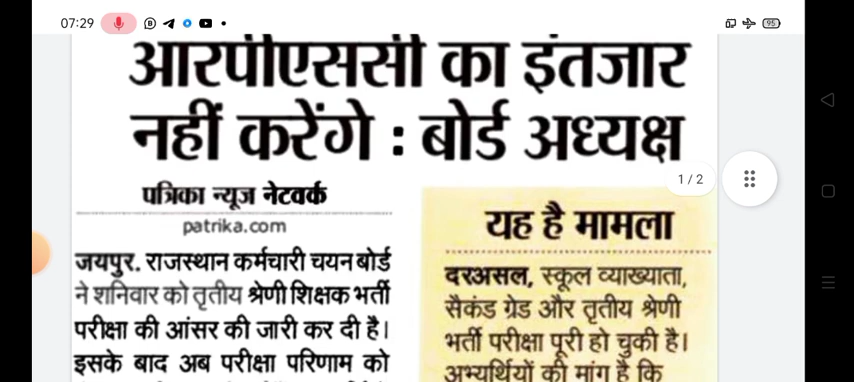 07:29
95
आरपीएससी का इंतजार
नहीं करेंगे : बोर्ड अध्यक्ष
1 / 2
पत्रिका न्यूज नेटवर्क
patrika.com
जयपुर. राजस्थान कर्मचारी चयन बोर्ड
ने शनिवार को तृतीय श्रेणी शिक्षक भर्ती
परीक्षा की आंसर की जारी कर दी है।
इसके बाद अब परीक्षा परिणाम को
यह है मामला
दरअसल, स्कूल व्याख्याता,
सैकंड ग्रेड और तृतीय श्रेणी
भर्ती परीक्षा पूरी हो चुकी है।
अभ्यर्थियों की मांग है कि